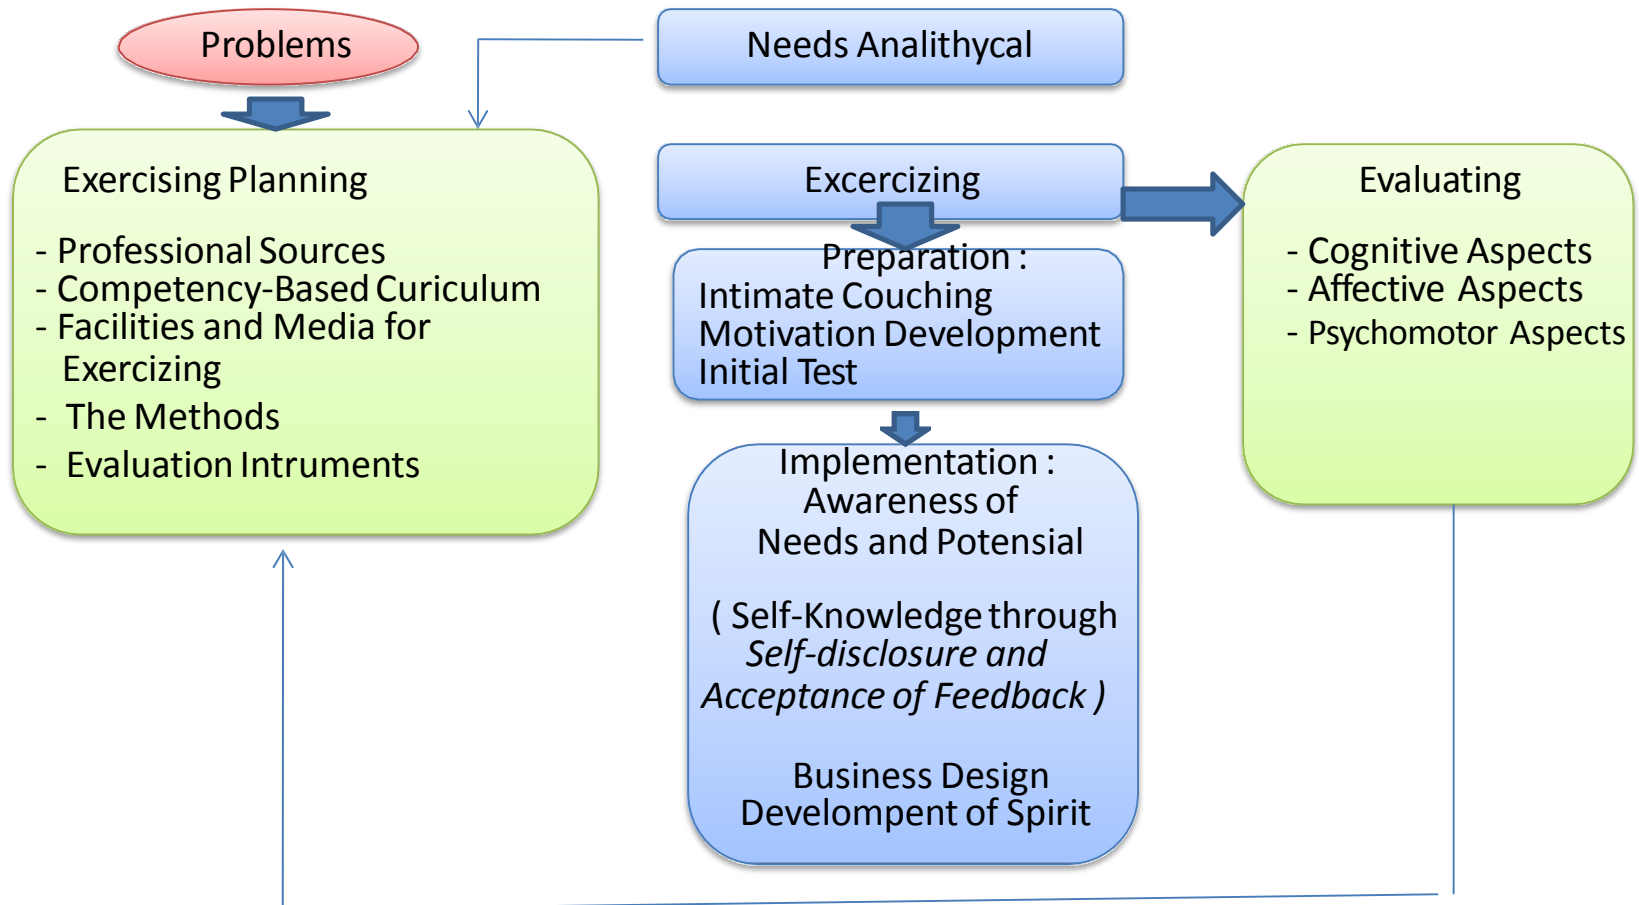 Problems
Needs Analithycal
Exercising Planning
- Professional Sources
- Competency-Based Curiculum
- Facilities and Media for
Exercizing
- The Methods
- Evaluation Intruments
Excercizing
Preparation :
Intimate Couching
Motivation Development
Initial Test
Implementation :
Awareness of
Needs and Potensial
( Self-Knowledge through
Self-disclosure and
Acceptance of Feedback )
Business Design
Develompent of Spirit
Evaluating
- Cognitive Aspects
- Affective Aspects
- Psychomotor Aspects